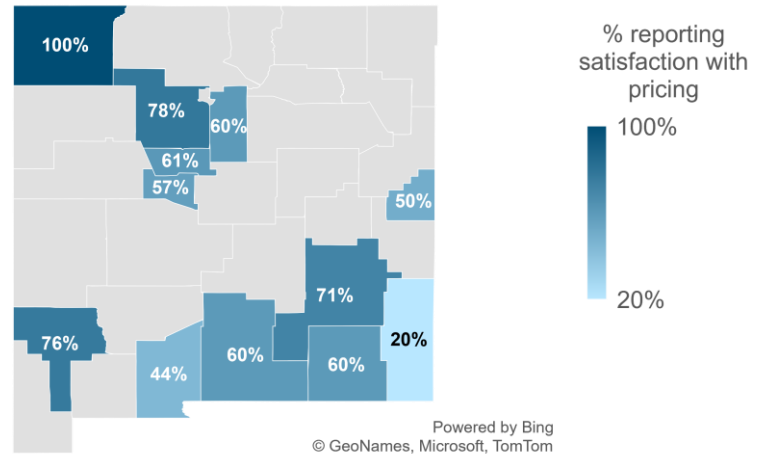 % reporting
satisfaction with
pricing
100%
20%
100%
78%
60%
61%
57%
50%
71%
76%
20%
60%
60%
44%
Powered by Bing
© GeoNames, Microsoft, TomTom